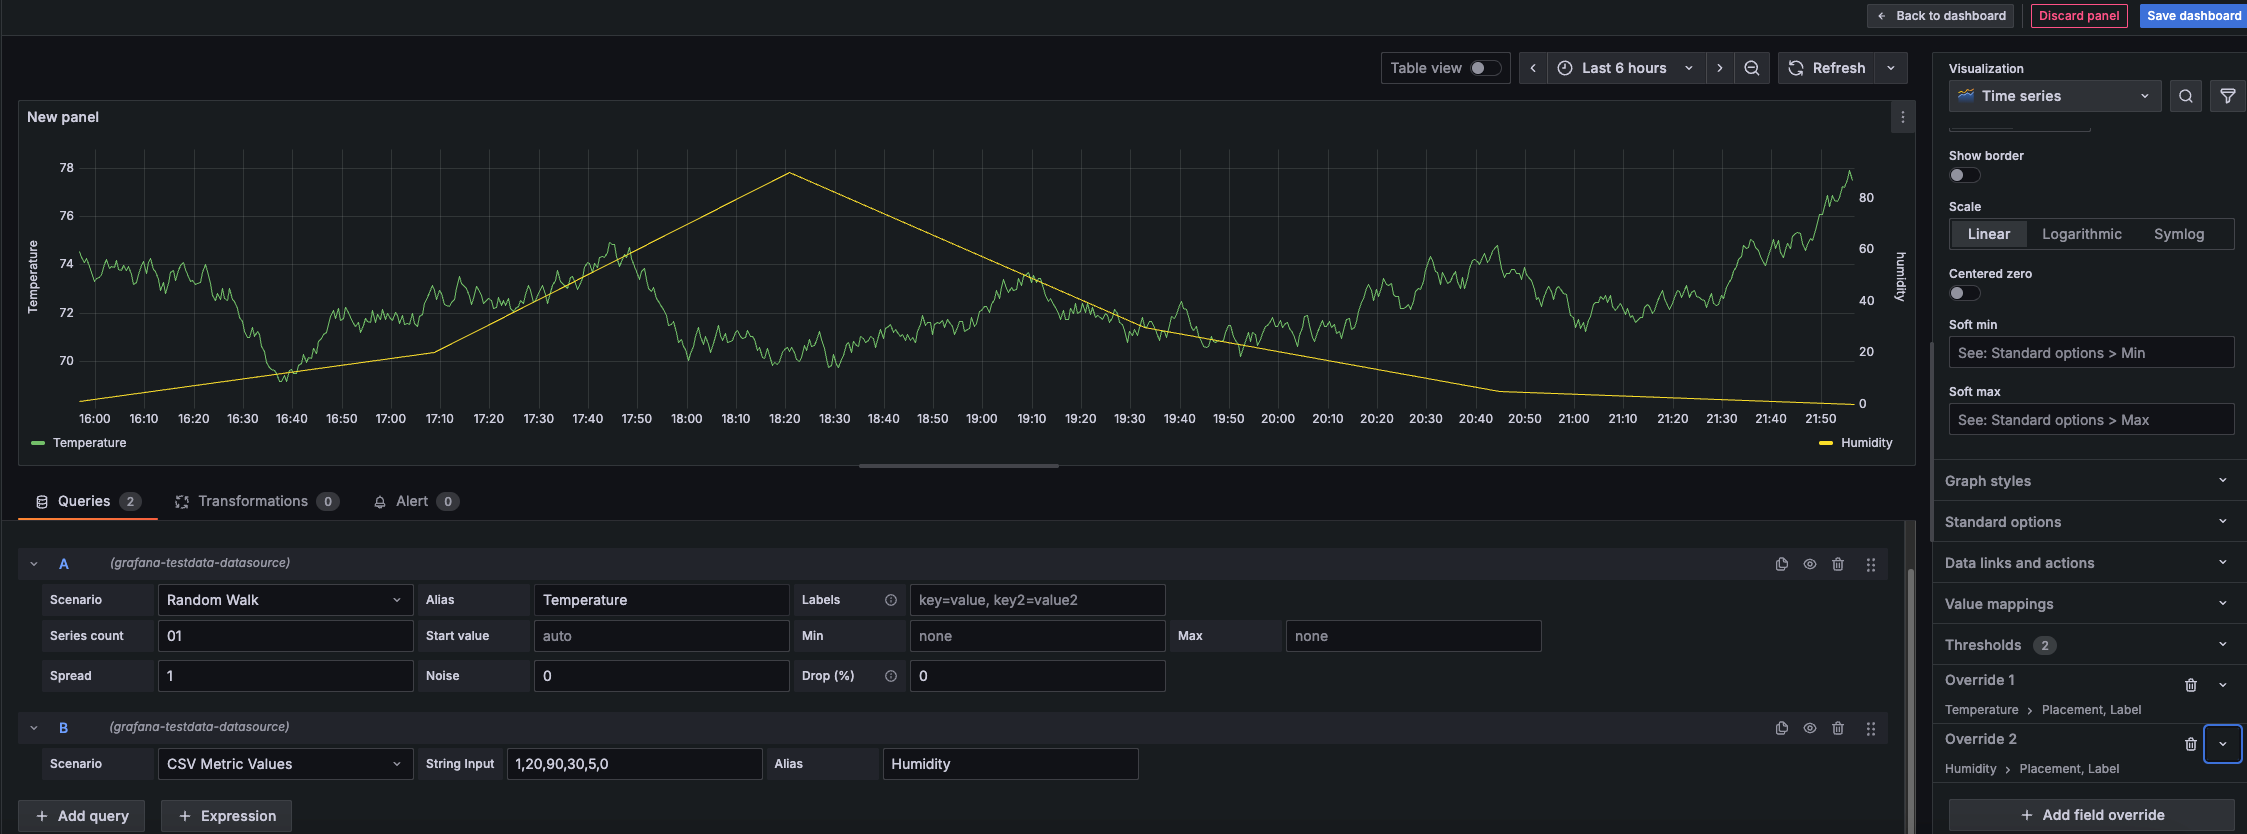 Back to dashboard
Discard panel
Save dashboard
Table view
Last 6 hours
Refresh
New panel
78
76
74
72
70
Temperature
80
60
40
20
0
humidity
16:00 16:10 16:20 16:30 16:40 16:50 17:00 17:10 17:20 17:30 17:40 17:50 18:00 18:10 18:20 18:30 18:40 18:50 19:00 19:10 19:20 19:30 19:40 19:50 20:00 20:10 20:20 20:30 20:40 20:50 21:00 21:10 21:20 21:30 21:40 21:50
Temperature
Humidity
Queries 2
Transformations 0
Alert 0
A (grafana-testdata-datasource)
Scenario Random Walk Alias Temperature Labels key=value, key2=value2
Series count 01 Start value auto Min none Max none
Spread 1 Noise 0 Drop (%) 0
B (grafana-testdata-datasource)
Scenario CSV Metric Values String Input 1,20,90,30,5,0 Alias Humidity
+ Add query
+ Expression
Visualization
Time series
Show border
Scale
Linear Logarithmic Symlog
Centered zero
Soft min
See: Standard options > Min
Soft max
See: Standard options > Max
Graph styles
Standard options
Data links and actions
Value mappings
Thresholds 2
Override 1
Temperature > Placement, Label
Override 2
Humidity > Placement, Label
+ Add field override